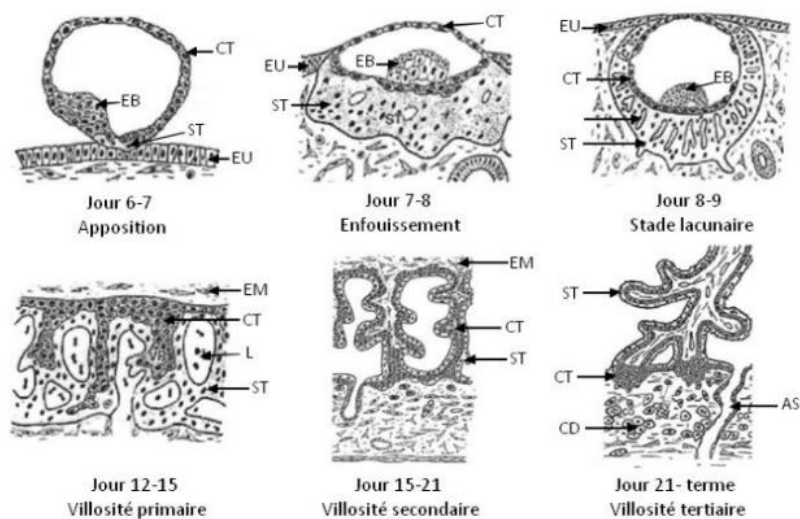 CT
EB
ST
EU
Jour 6-7
Apposition
CT
EU
EB
ST
Jour 7-8
Enfouissement
EU
CT
EB
ST
Jour 8-9
Stade lacunaire
EM
CT
L
ST
Jour 12-15
Villosité primaire
EM
CT
ST
Jour 15-21
Villosité secondaire
ST
CT
AS
CD
Jour 21- terme
Villosité tertiaire